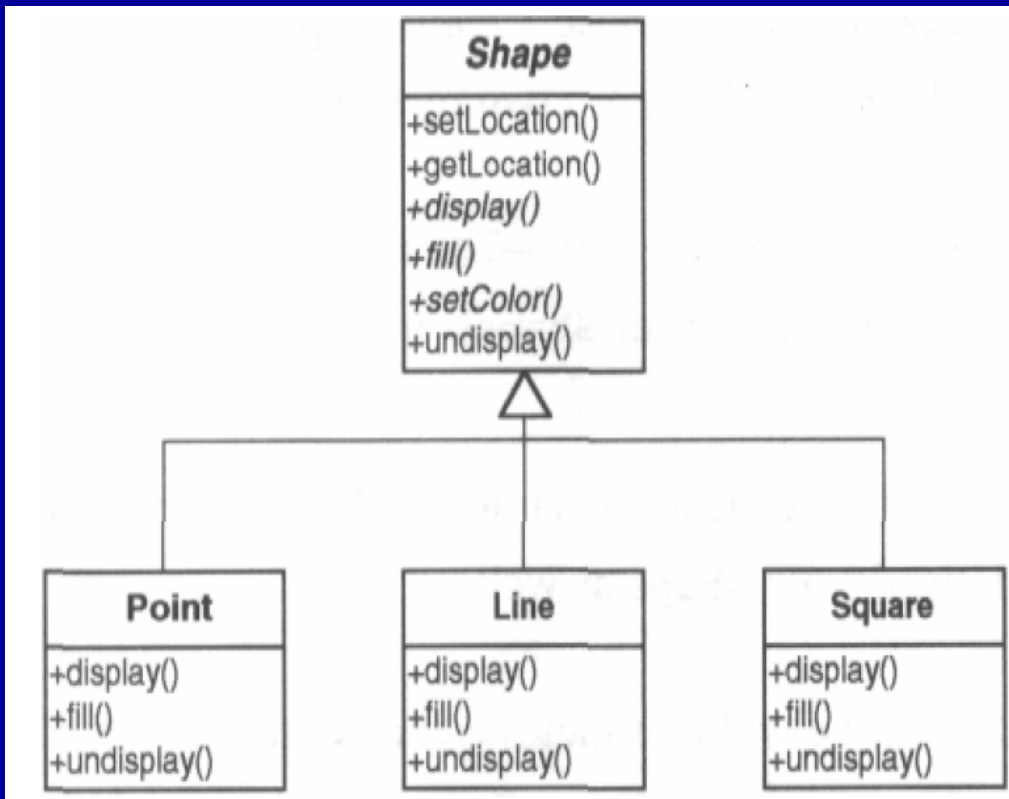 Shape
+setLocation()
+getLocation()
+display()
+fill()
+setColor()
+undisplay()
Point
+display()
+fill()
+undisplay()
Line
+display()
+fill()
+undisplay()
Square
+display()
+fill()
+undisplay()